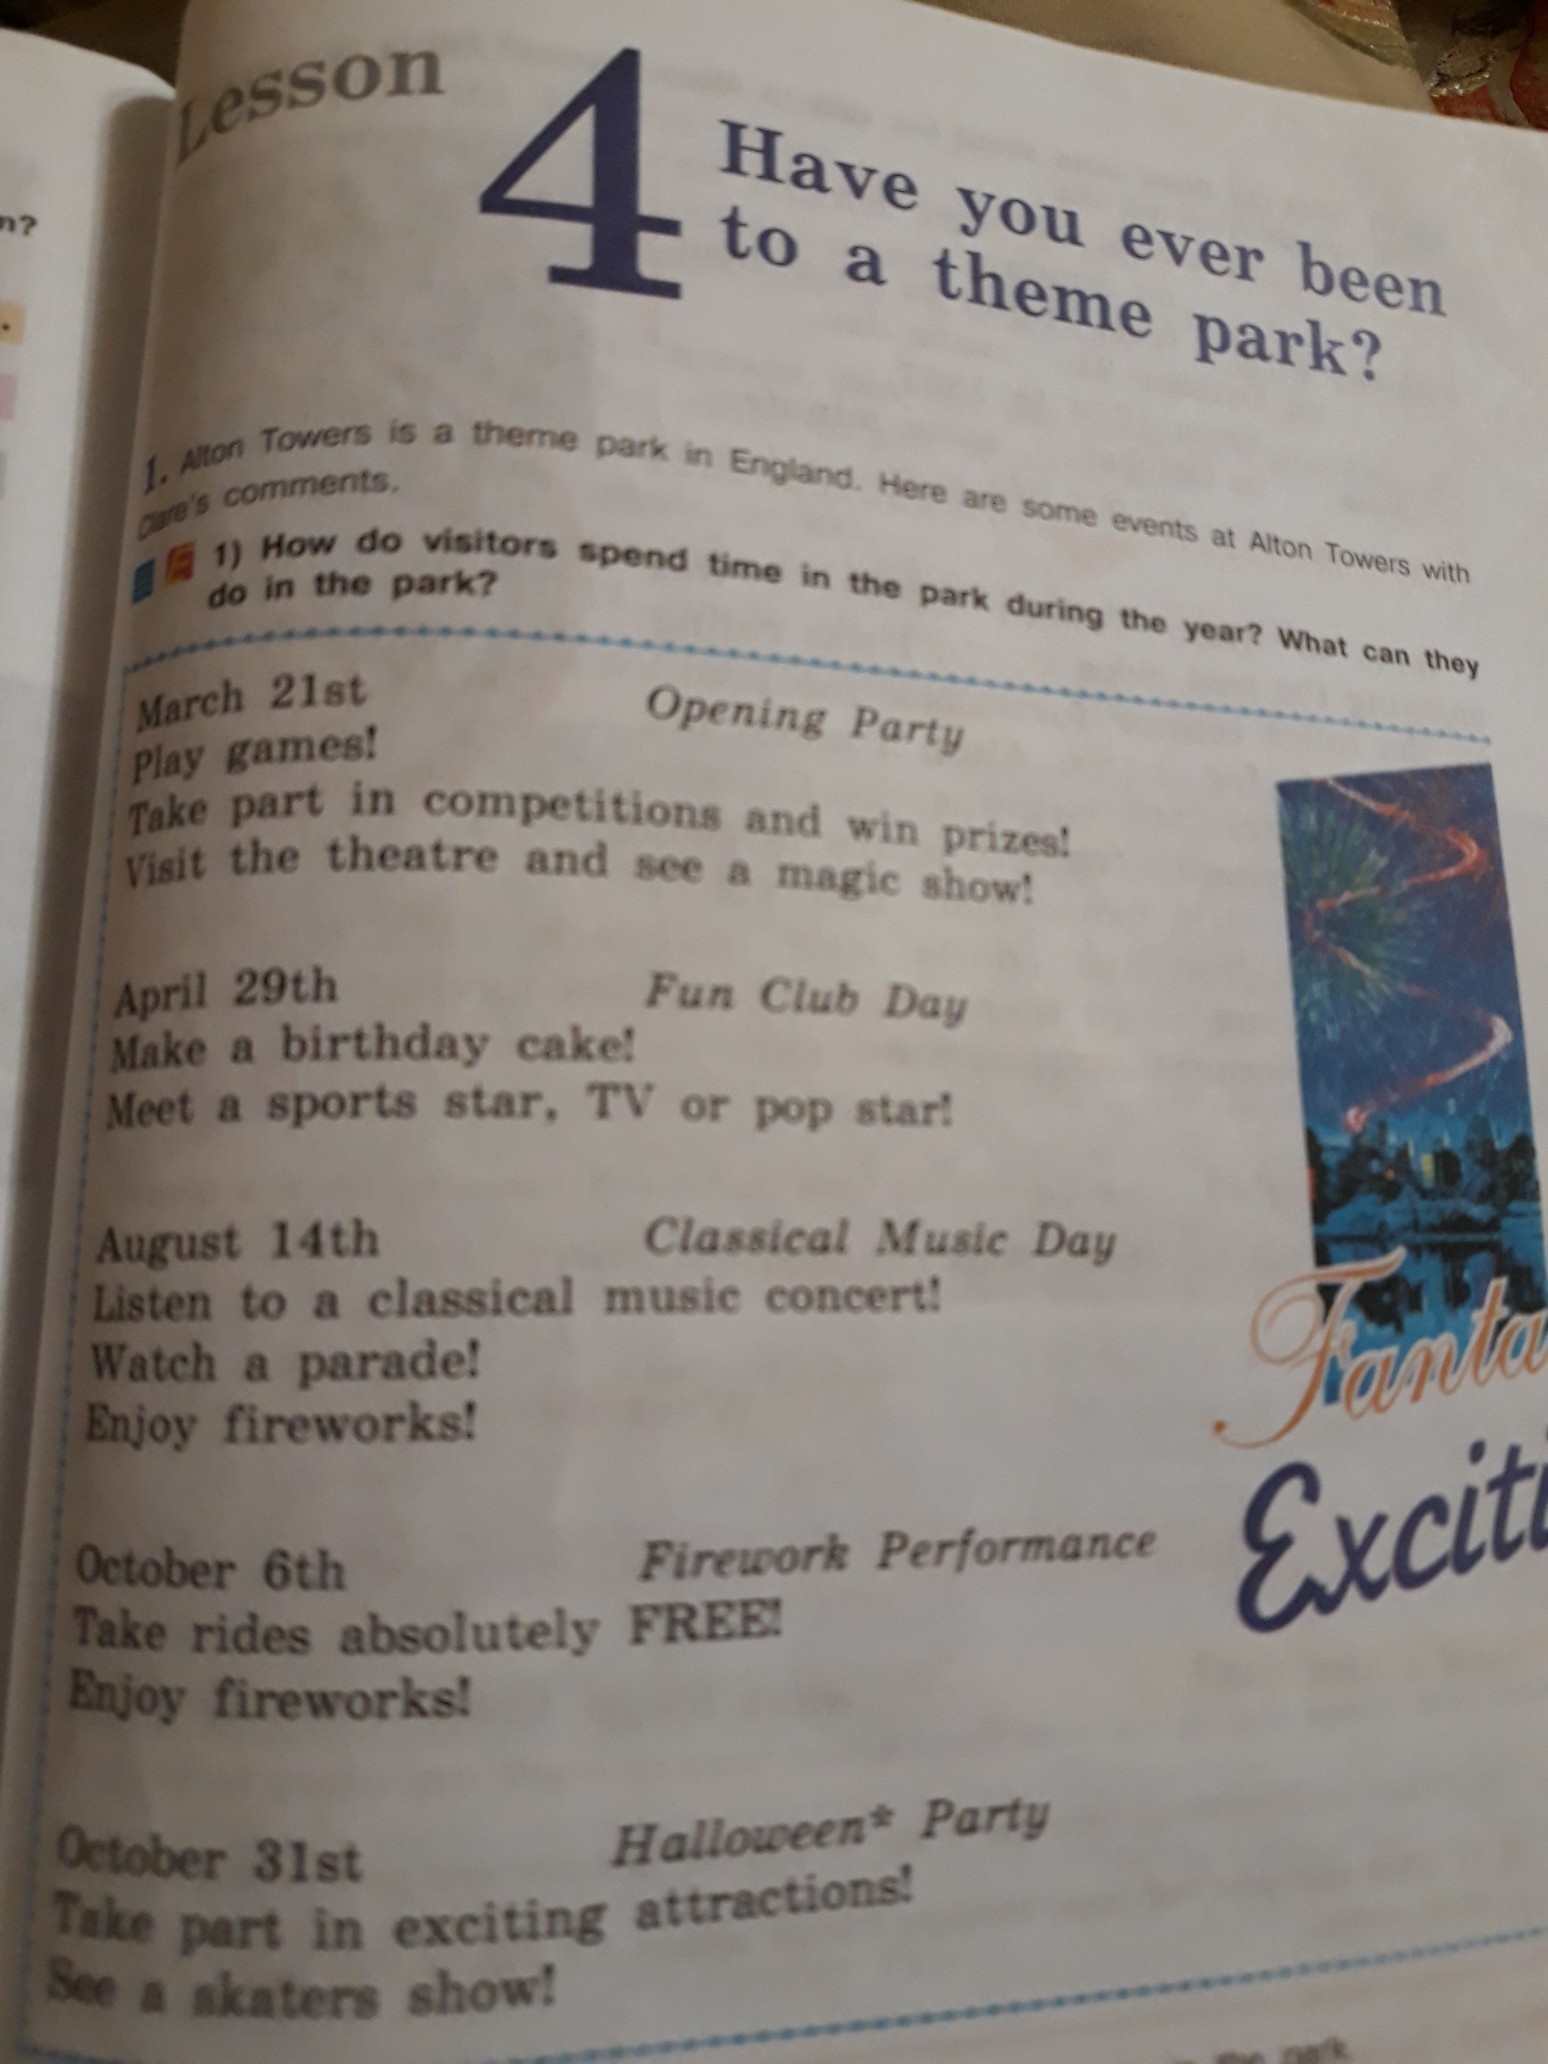 n?
Lesson
4
Have you ever been
to a theme park?
1. Alton Towers is a theme park in England. Here are some events at Alton Towers with
Clare's comments.
1) How do visitors spend time in the park during the year? What can they
do in the park?
March 21st Opening Party
Play games!
Take part in competitions and win prizes!
Visit the theatre and see a magic show!
April 29th Fun Club Day
Make a birthday cake!
Meet a sports star, TV or pop star!
August 14th Classical Music Day
Listen to a classical music concert!
Watch a parade!
Enjoy fireworks!
Fanta
Exciti
October 6th Firework Performance
Take rides absolutely FREE!
Enjoy fireworks!
October 31st Halloween* Party
Take part in exciting attractions!
See a skaters show!
the park